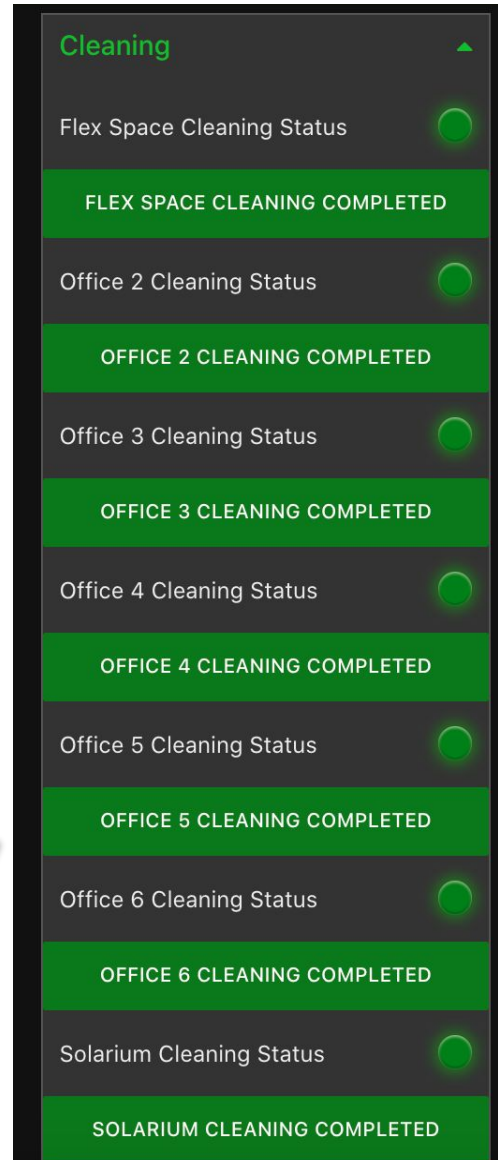 Cleaning
Flex Space Cleaning Status
FLEX SPACE CLEANING COMPLETED
Office 2 Cleaning Status
OFFICE 2 CLEANING COMPLETED
Office 3 Cleaning Status
OFFICE 3 CLEANING COMPLETED
Office 4 Cleaning Status
OFFICE 4 CLEANING COMPLETED
Office 5 Cleaning Status
OFFICE 5 CLEANING COMPLETED
Office 6 Cleaning Status
OFFICE 6 CLEANING COMPLETED
Solarium Cleaning Status
SOLARIUM CLEANING COMPLETED